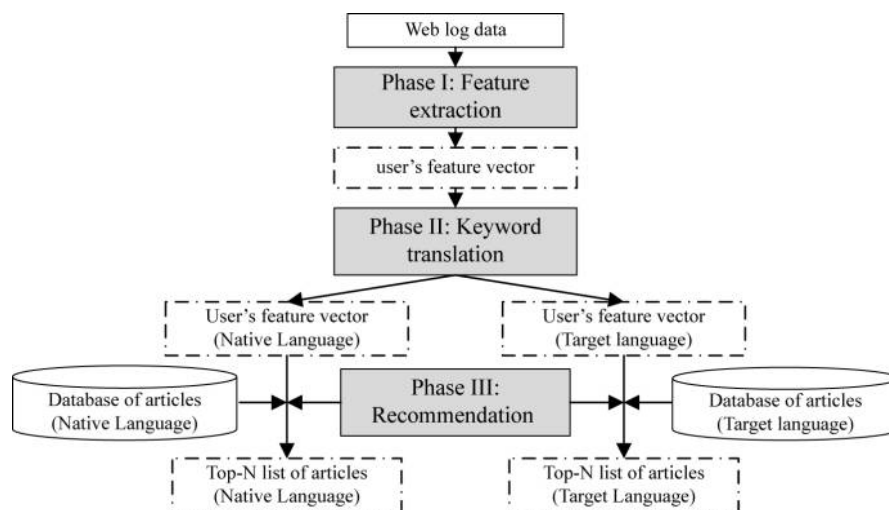 Web log data
Phase I: Feature
extraction
user's feature vector
Phase II: Keyword
translation
User's feature vector
(Native Language)
User's feature vector
(Target language)
Database of articles
(Native Language)
Phase III:
Recommendation
Database of articles
(Target language)
Top-N list of articles
(Native Language)
Top-N list of articles
(Target Language)